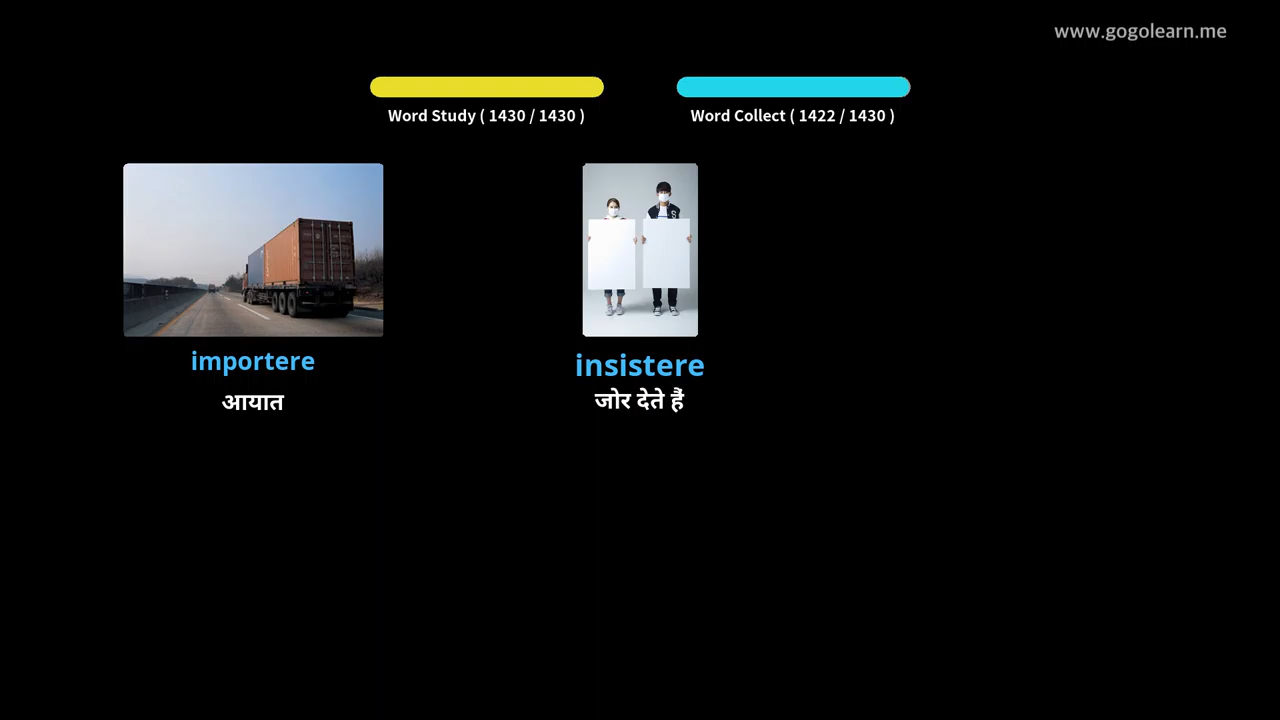 www.gogolearn.me
Word Study ( 1430 / 1430 )
Word Collect ( 1422 / 1430 )
importere
आयात
insistere
जोर देते हैं